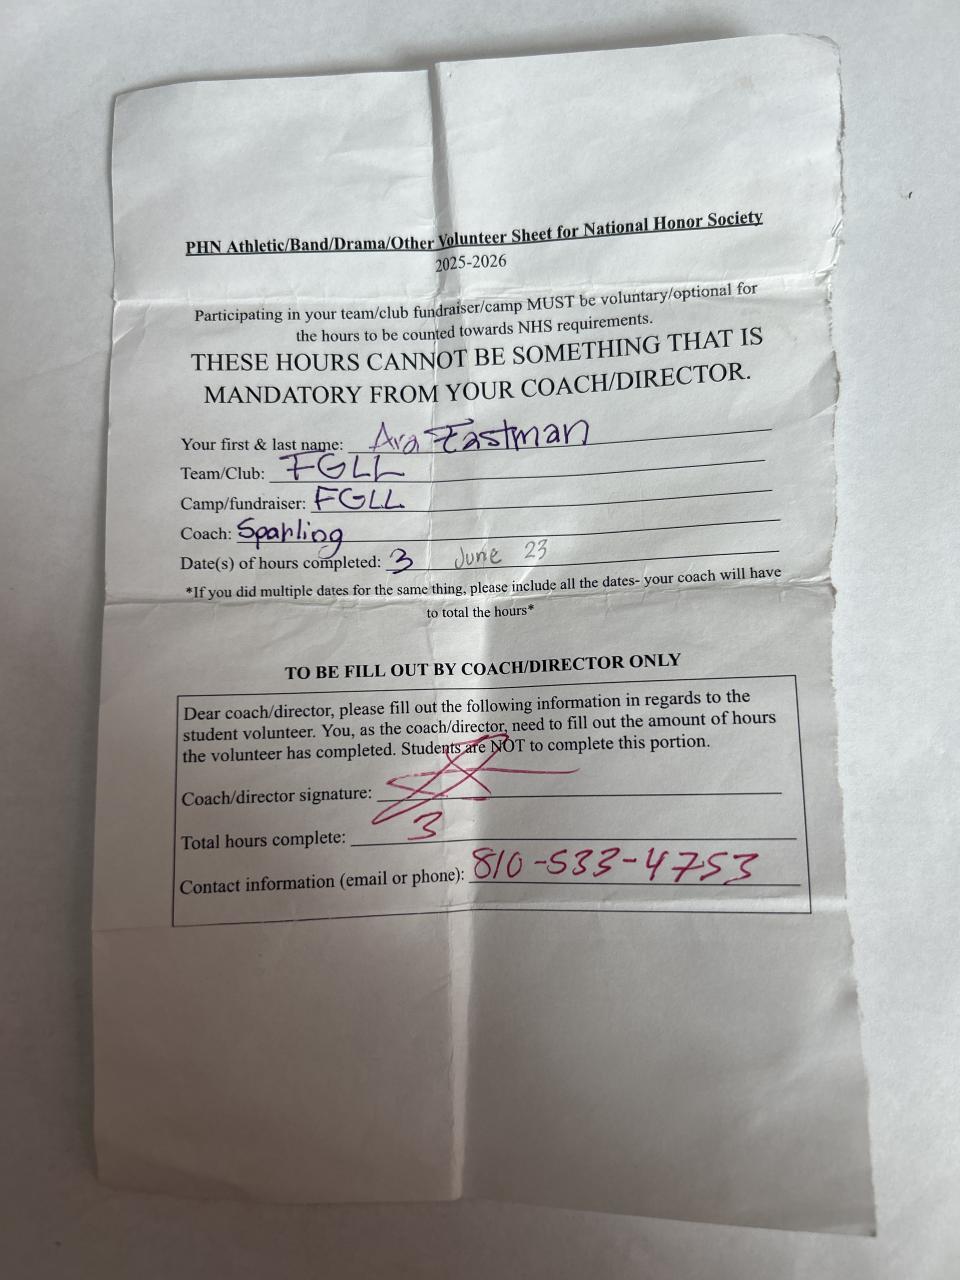 PHN Athletic/Band/Drama/Other Volunteer Sheet for National Honor Society
2025-2026
Participating in your team/club fundraiser/camp MUST be voluntary/optional for
the hours to be counted towards NHS requirements.
THESE HOURS CANNOT BE SOMETHING THAT IS
MANDATORY FROM YOUR COACH/DIRECTOR.
Your first & last name: Ava Eastman
Team/Club: FGLL
Camp/fundraiser: FGLL
Coach: Sparling
Date(s) of hours completed: 3 June 23
*If you did multiple dates for the same thing, please include all the dates- your coach will have
to total the hours*
TO BE FILL OUT BY COACH/DIRECTOR ONLY
Dear coach/director, please fill out the following information in regards to the
student volunteer. You, as the coach/director, need to fill out the amount of hours
the volunteer has completed. Students are NOT to complete this portion.
Coach/director signature:
Total hours complete: 3
Contact information (email or phone): 810-533-4753